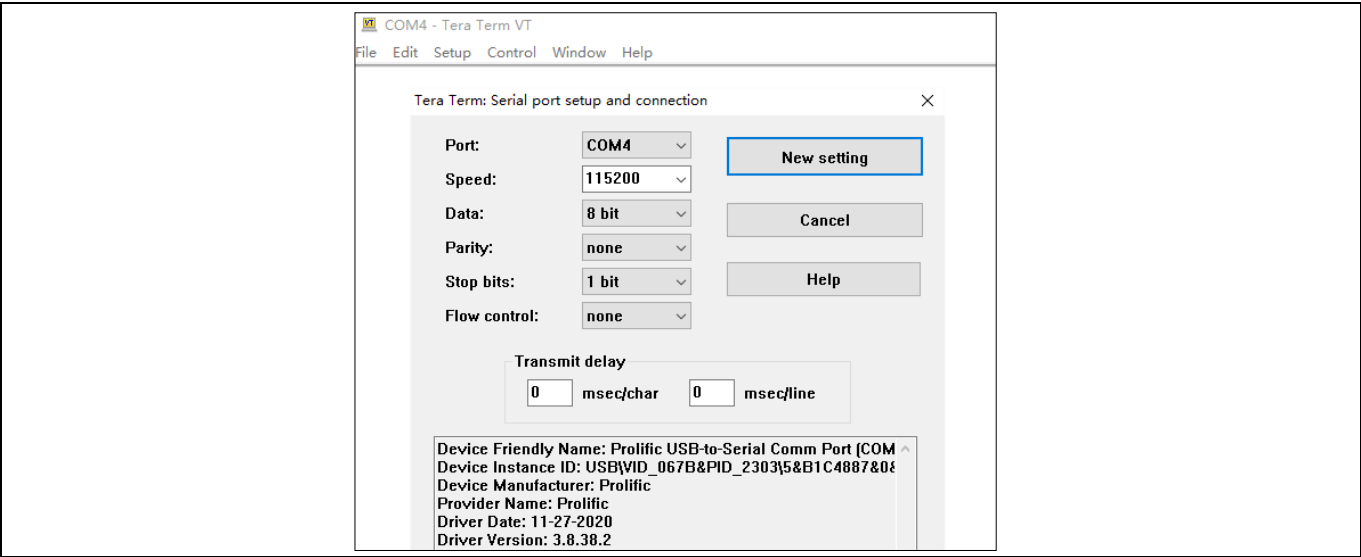 COM4 - Tera Term VT
File Edit Setup Control Window Help
Tera Term: Serial port setup and connection
Port: COM4
New setting
Speed: 115200
Data: 8 bit
Cancel
Parity: none
Stop bits: 1 bit
Help
Flow control: none
Transmit delay
0 msec/char 0 msec/line
Device Friendly Name: Prolific USB-to-Serial Comm Port (COM
Device Instance ID: USB\VID_067B&PID_2303\5&B1C4887&0&
Device Manufacturer: Prolific
Provider Name: Prolific
Driver Date: 11-27-2020
Driver Version: 3.8.38.2